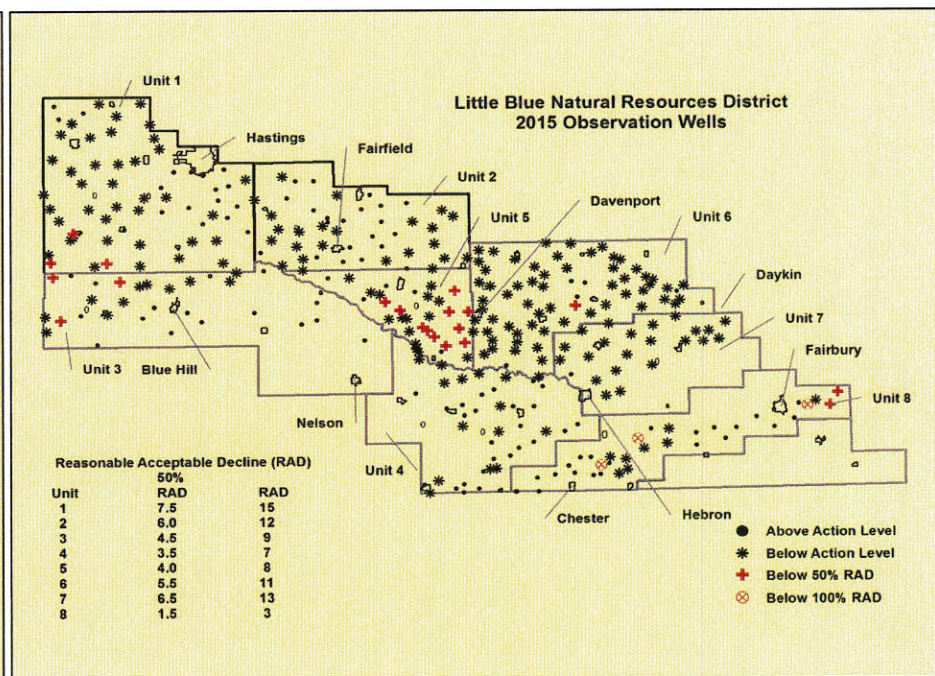 Little Blue Natural Resources District
2015 Observation Wells
Unit 1
Hastings
Fairfield
Unit 2
Unit 5
Davenport
Unit 6
Daykin
Unit 7
Fairbury
Unit 8
Unit 3
Blue Hill
Nelson
Unit 4
Chester
Hebron
Reasonable Acceptable Decline (RAD)
50%
Unit RAD RAD
1 7.5 15
2 6.0 12
3 4.5 9
4 3.5 7
5 4.0 8
6 5.5 11
7 6.5 13
8 1.5 3
Above Action Level
Below Action Level
Below 50% RAD
Below 100% RAD